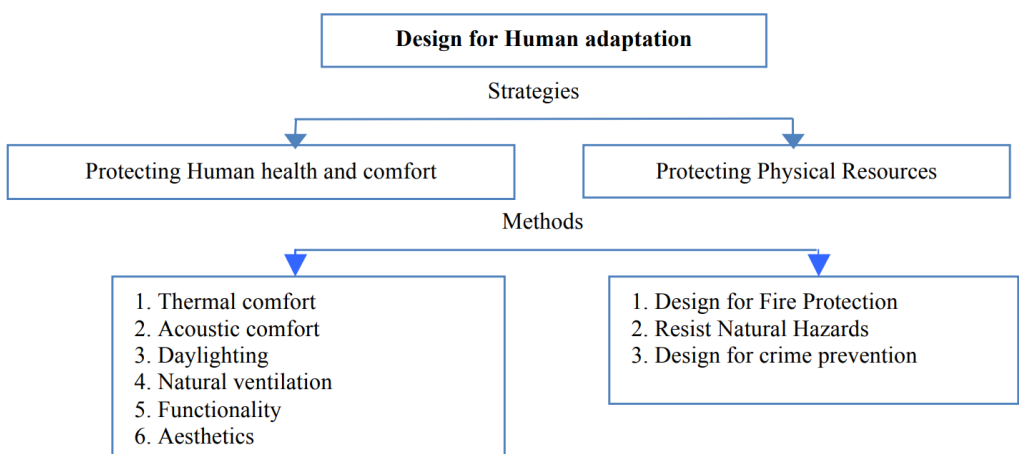 Design for Human adaptation
Strategies
Protecting Human health and comfort
Protecting Physical Resources
Methods
1. Thermal comfort
2. Acoustic comfort
3. Daylighting
4. Natural ventilation
5. Functionality
6. Aesthetics
1. Design for Fire Protection
2. Resist Natural Hazards
3. Design for crime prevention